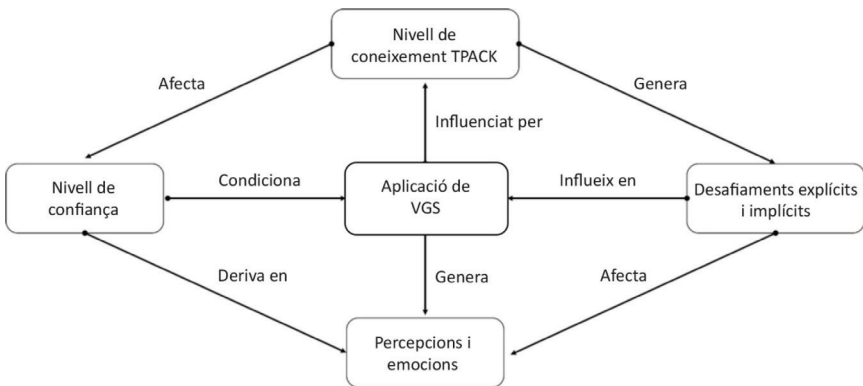 Nivell de
coneixement TPACK
Afecta
Genera
Influenciat per
Nivell de
confiança
Condiciona
Aplicació de
VGS
Influeix en
Desafiaments explícits
i implícits
Deriva en
Genera
Afecta
Percepcions i
emocions